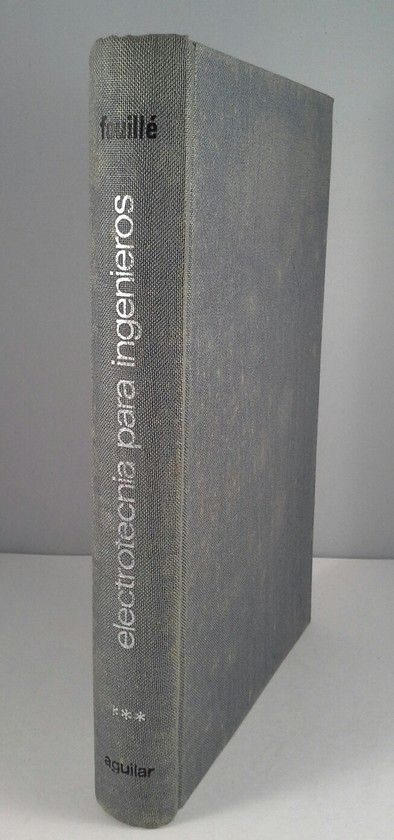 fouillé
electrotecnia para ingenieros
***
aguilar